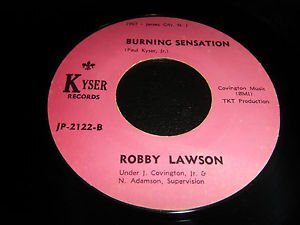 1967 - Jersey City, N. J.
BURNING SENSATION
(Paul Kyser, Jr.)
KYSER
RECORDS
Covington Music
(BMI)
TKT Production
JP-2122-B
ROBBY LAWSON
Under J. Covington, Jr. &
N. Adamson, Supervision